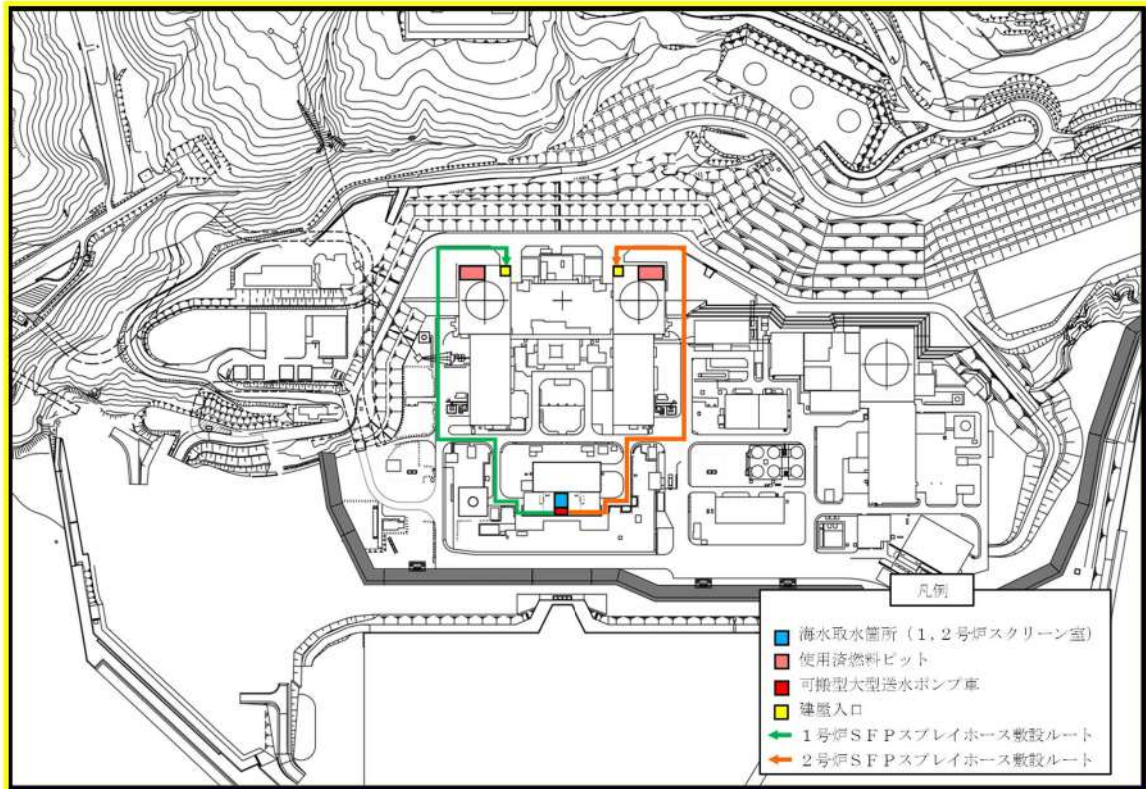 凡例
海水取水箇所(1,2号炉スクリーン室)
使用済燃料ピット
可搬型大型送水ポンプ車
建屋入口
1号炉SFPスプレイホース敷設ルート
2号炉SFPスプレイホース敷設ルート